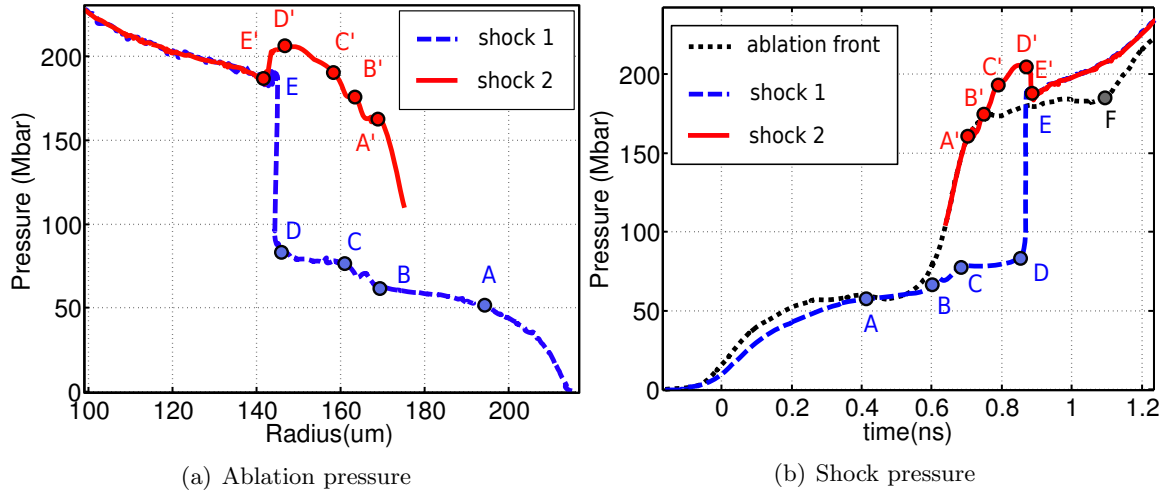 200
150
100
50
0
Pressure (Mbar)
100
120
140
160
180
200
Radius(um)
shock 1
shock 2
D'
E'
C'
B'
A'
E
D
C
B
A
(a) Ablation pressure
250
200
150
100
50
0
Pressure (Mbar)
0
0.2
0.4
0.6
0.8
1
1.2
time(ns)
ablation front
shock 1
shock 2
D'
E'
C'
B'
A'
E
F
D
C
B
A
(b) Shock pressure